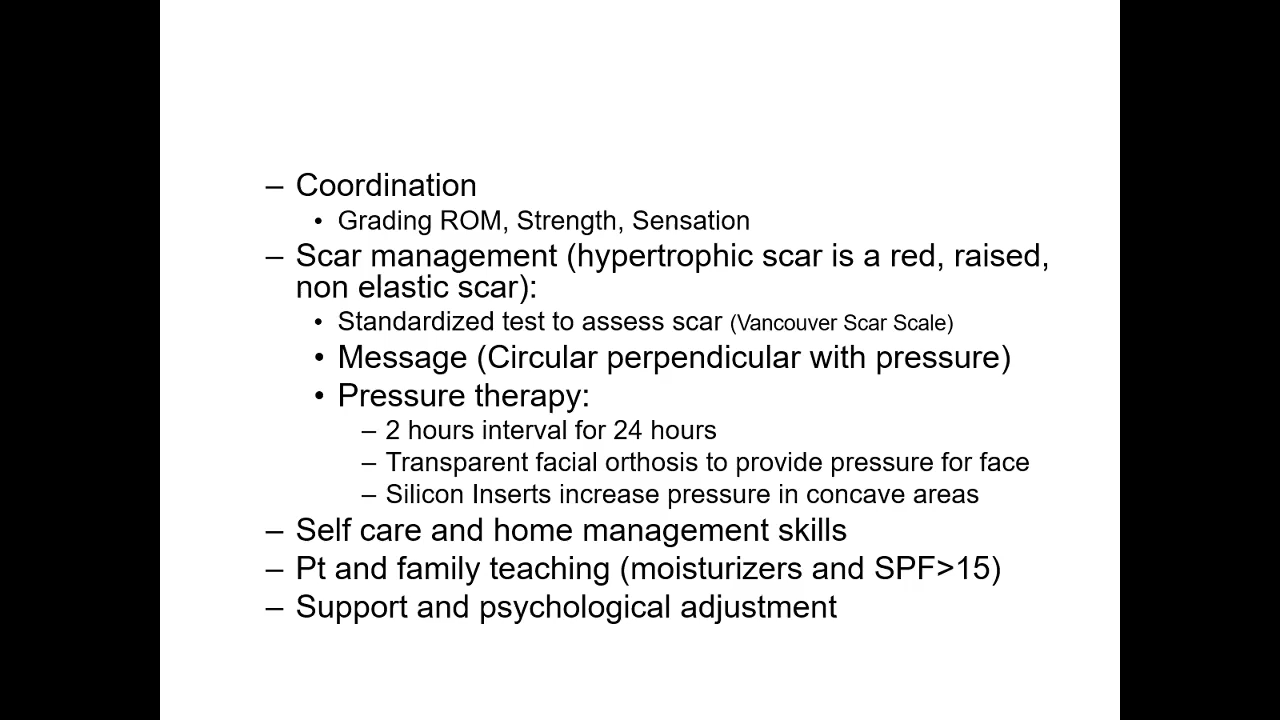 – Coordination
• Grading ROM, Strength, Sensation
– Scar management (hypertrophic scar is a red, raised,
non elastic scar):
• Standardized test to assess scar (Vancouver Scar Scale)
• Message (Circular perpendicular with pressure)
• Pressure therapy:
– 2 hours interval for 24 hours
– Transparent facial orthosis to provide pressure for face
– Silicon Inserts increase pressure in concave areas
– Self care and home management skills
– Pt and family teaching (moisturizers and SPF>15)
– Support and psychological adjustment